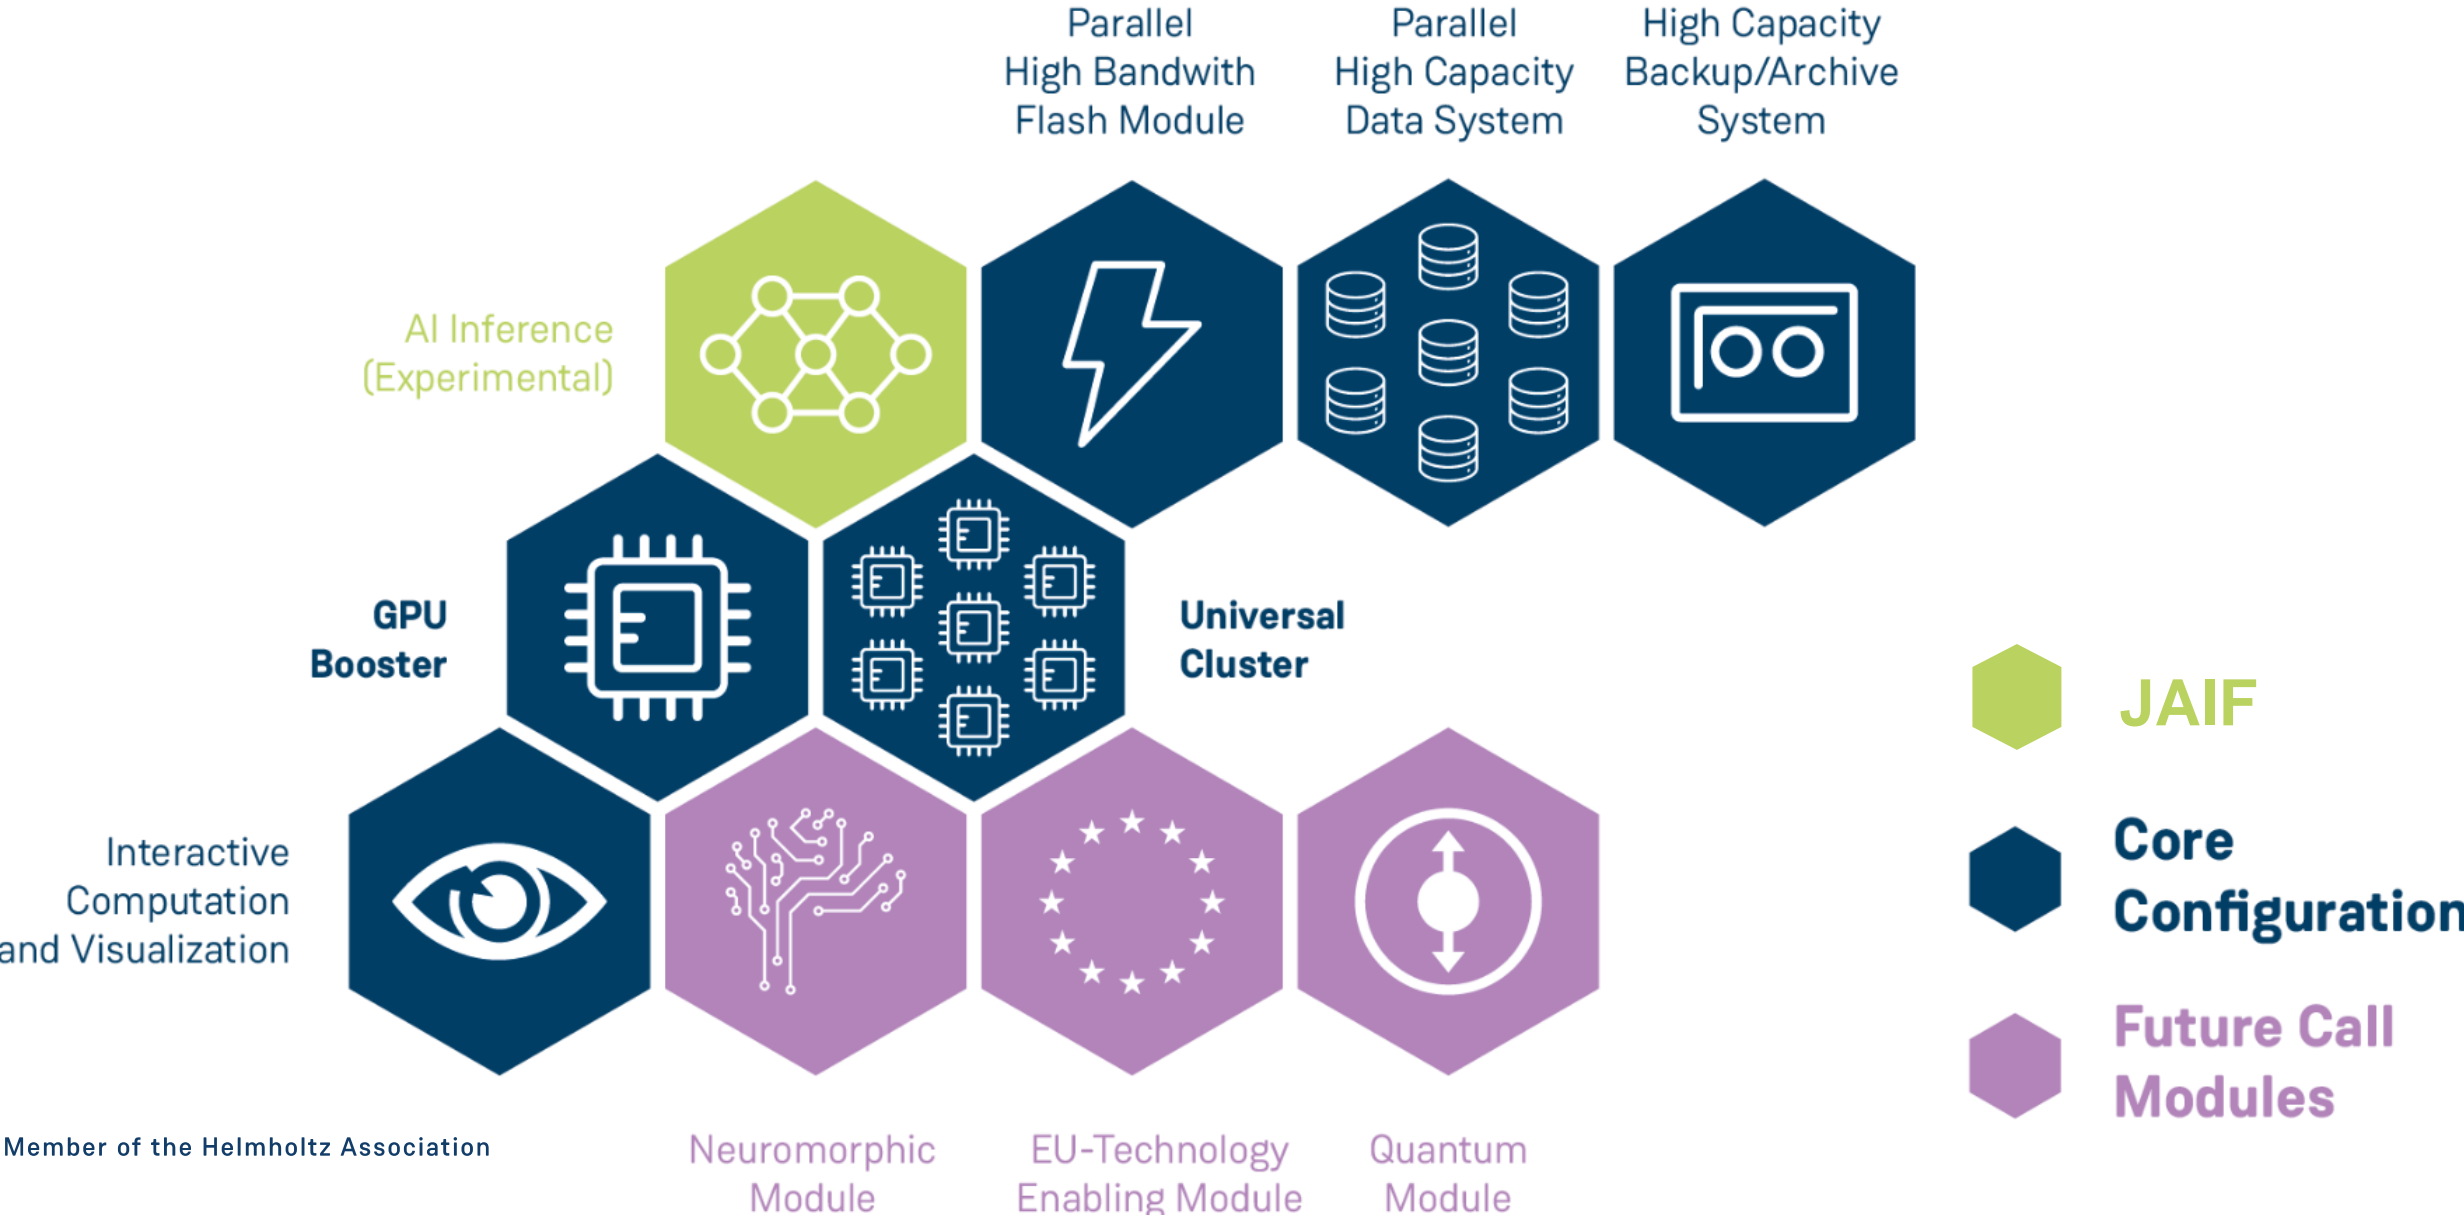 Parallel
High Bandwith
Flash Module
Parallel
High Capacity
Data System
High Capacity
Backup/Archive
System
AI Inference
(Experimental)
GPU
Booster
Universal
Cluster
JAIF
Core
Configuration
Interactive
Computation
and Visualization
Future Call
Modules
Member of the Helmholtz Association
Neuromorphic
Module
EU-Technology
Enabling Module
Quantum
Module